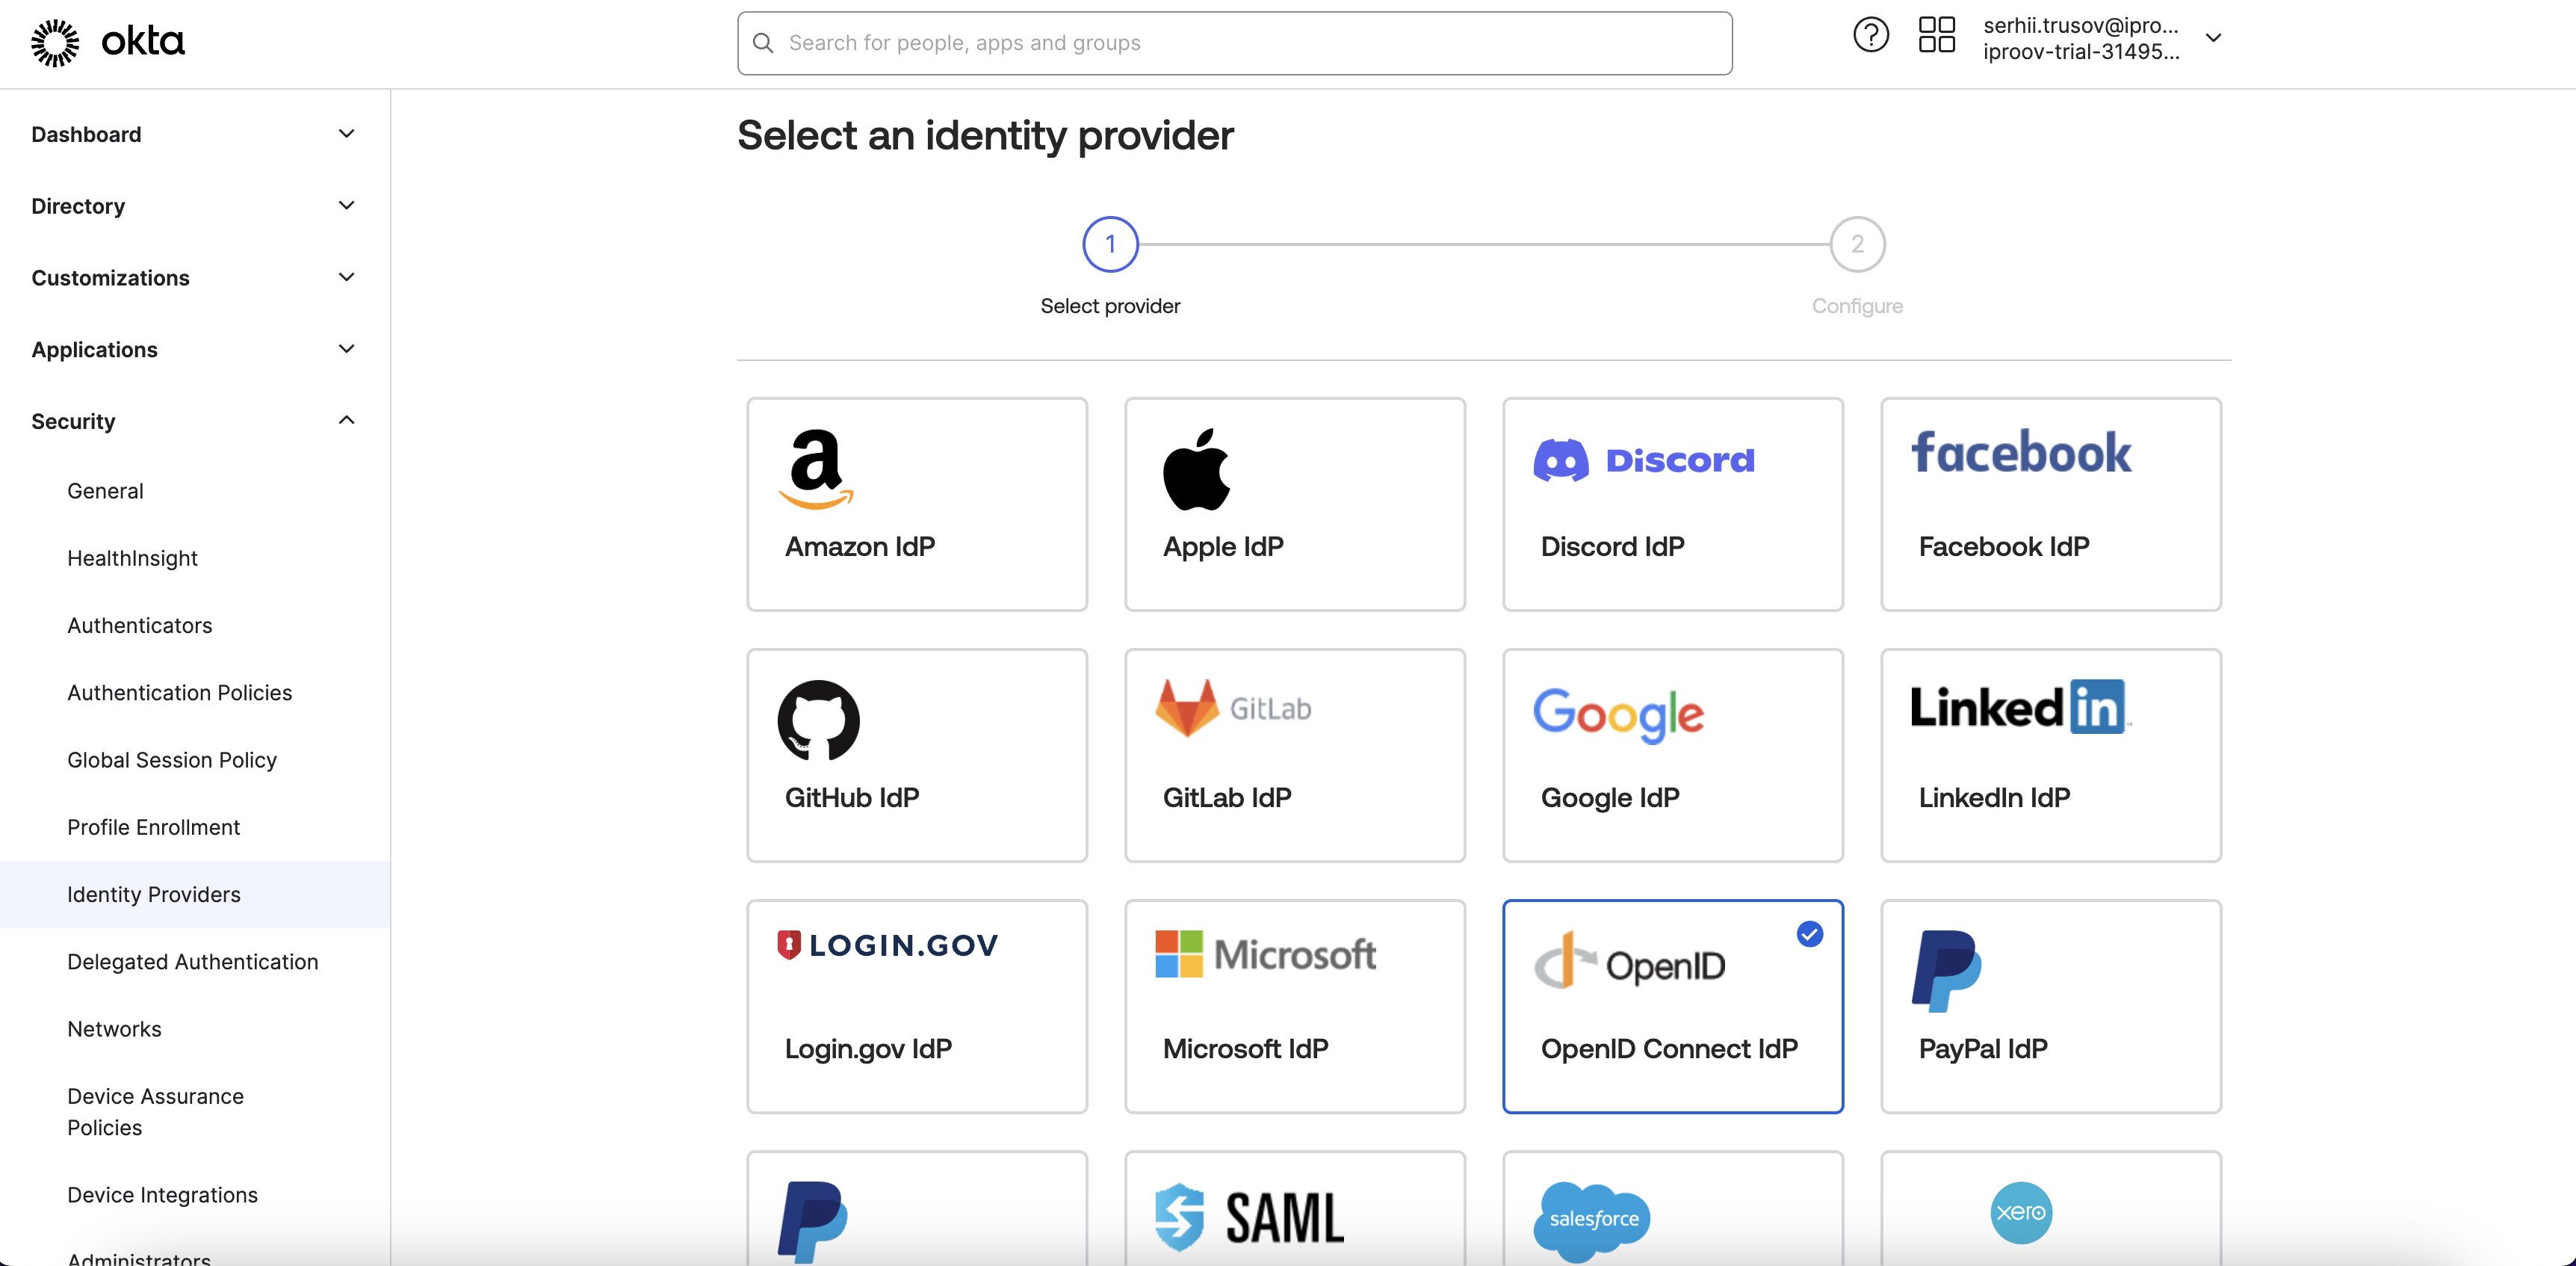 okta
Search for people, apps and groups
serhii.trusov@ipro...
iproov-trial-31495...
Dashboard
Directory
Customizations
Applications
Security
General
HealthInsight
Authenticators
Authentication Policies
Global Session Policy
Profile Enrollment
Identity Providers
Delegated Authentication
Networks
Device Assurance
Policies
Device Integrations
Administrators
Select an identity provider
1
2
Select provider
Configure
Amazon IdP
Apple IdP
Discord
Discord IdP
facebook
Facebook IdP
GitHub IdP
GitLab
GitLab IdP
Google
Google IdP
Linked in
LinkedIn IdP
LOGIN.GOV
Login.gov IdP
Microsoft
Microsoft IdP
OpenID
OpenID Connect IdP
PayPal IdP
SAML
salesforce
xero